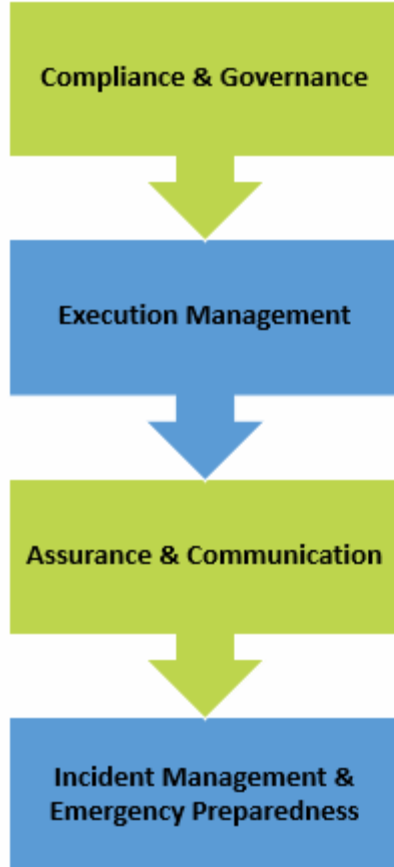 Compliance & Governance
Execution Management
Assurance & Communication
Incident Management &
Emergency Preparedness